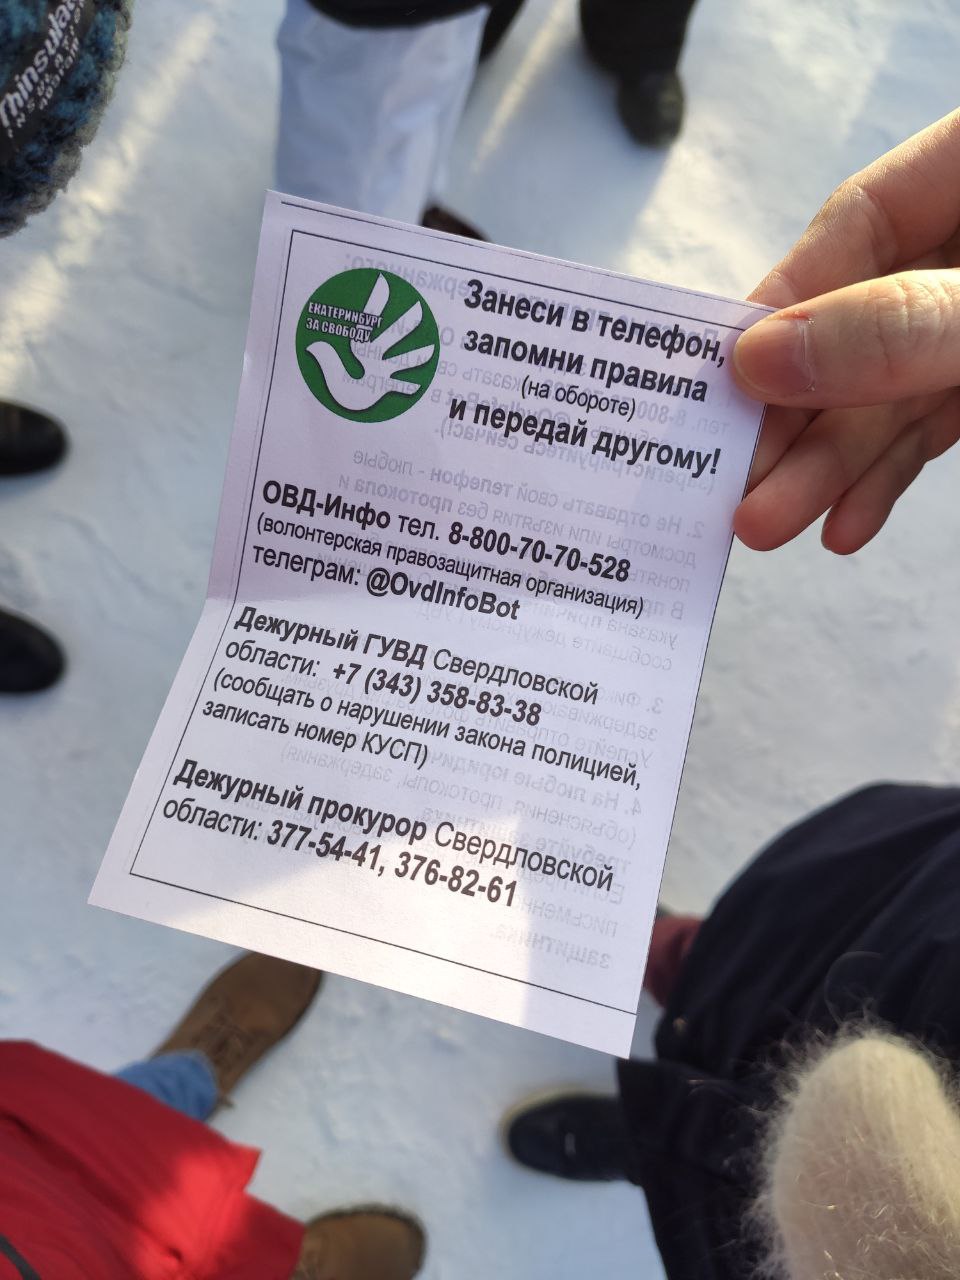 Thinsulate
INSULATION
ЕКАТЕРИНБУРГ
ЗА СВОБОДУ
Занеси в телефон,
запомни правила
(на обороте)
и передай другому!
ОВД-Инфо тел. 8-800-70-70-528
(волонтерская правозащитная организация)
телеграм: @OvdInfoBot
Дежурный ГУВД Свердловской
области: +7 (343) 358-83-38
(сообщать о нарушении закона полицией,
записать номер КУСП)
Дежурный прокурор Свердловской
области: 377-54-41, 376-82-61